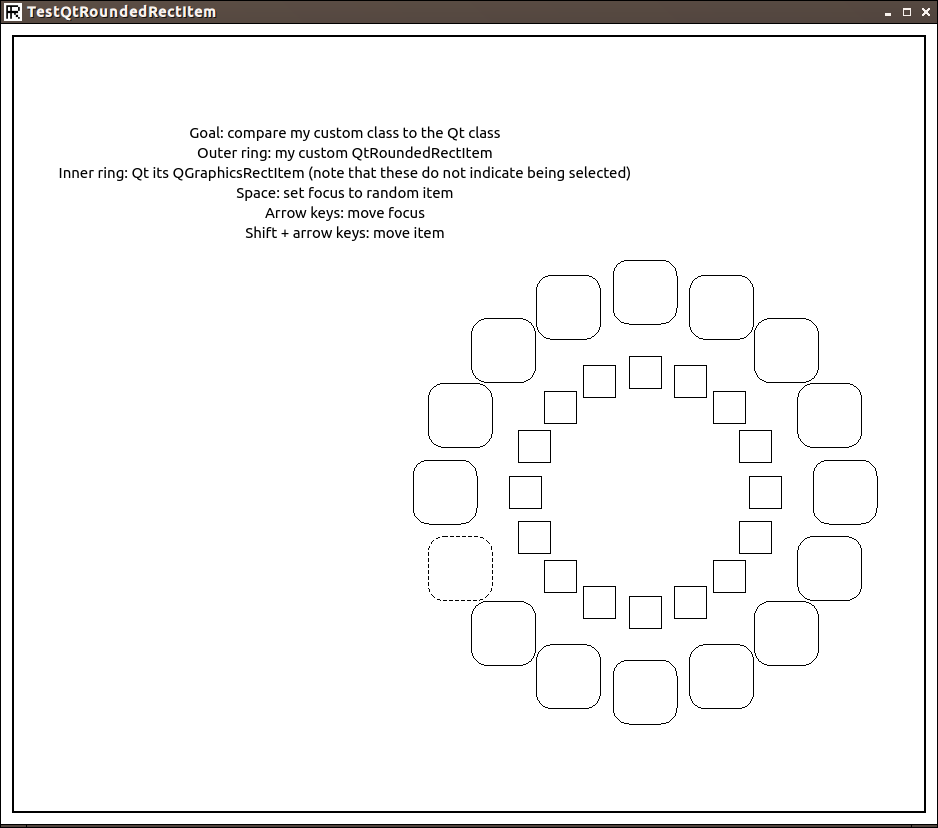 TestQtRoundedRectItem
Goal: compare my custom class to the Qt class
Outer ring: my custom QtRoundedRectItem
Inner ring: Qt its QGraphicsRectItem (note that these do not indicate being selected)
Space: set focus to random item
Arrow keys: move focus
Shift + arrow keys: move item